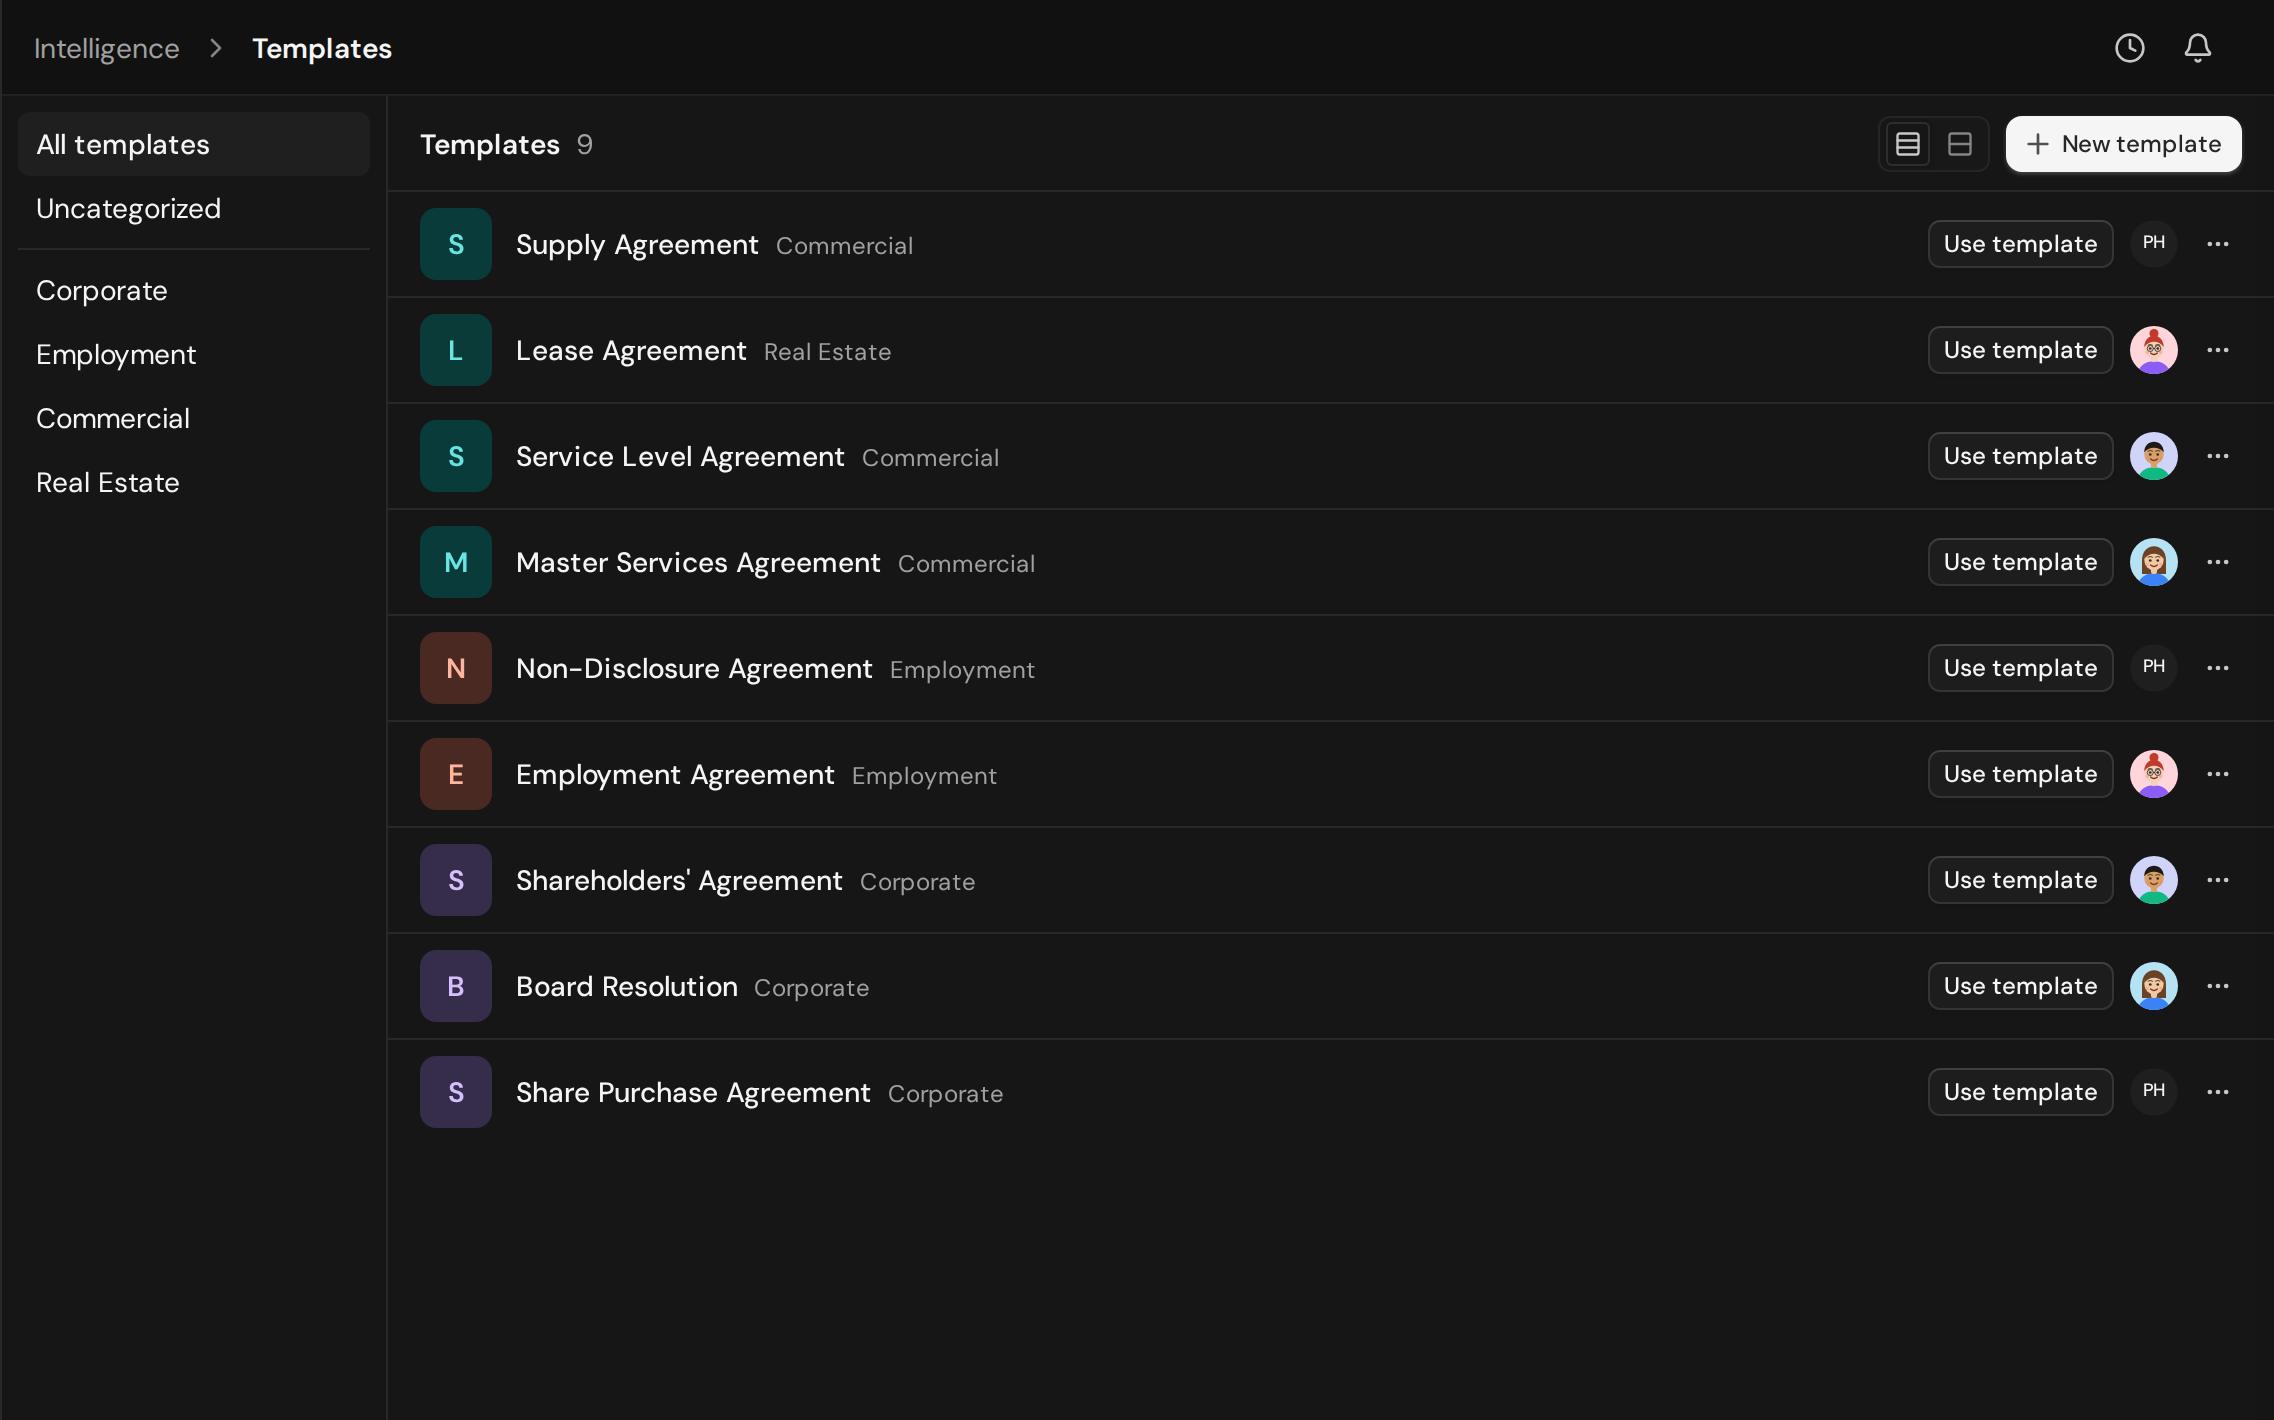 Intelligence > Templates
All templates
Uncategorized
Corporate
Employment
Commercial
Real Estate
Templates 9
New template
S Supply Agreement Commercial Use template PH
L Lease Agreement Real Estate Use template
S Service Level Agreement Commercial Use template
M Master Services Agreement Commercial Use template
N Non-Disclosure Agreement Employment Use template PH
E Employment Agreement Employment Use template
S Shareholders' Agreement Corporate Use template
B Board Resolution Corporate Use template
S Share Purchase Agreement Corporate Use template PH